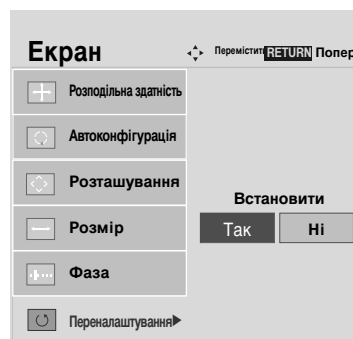 Екран
Перемістити RETURN Попер
Розподільна здатність
Автоконфігурація
Розташування
Розмір
Фаза
Переналаштування
Встановити
Так Ні